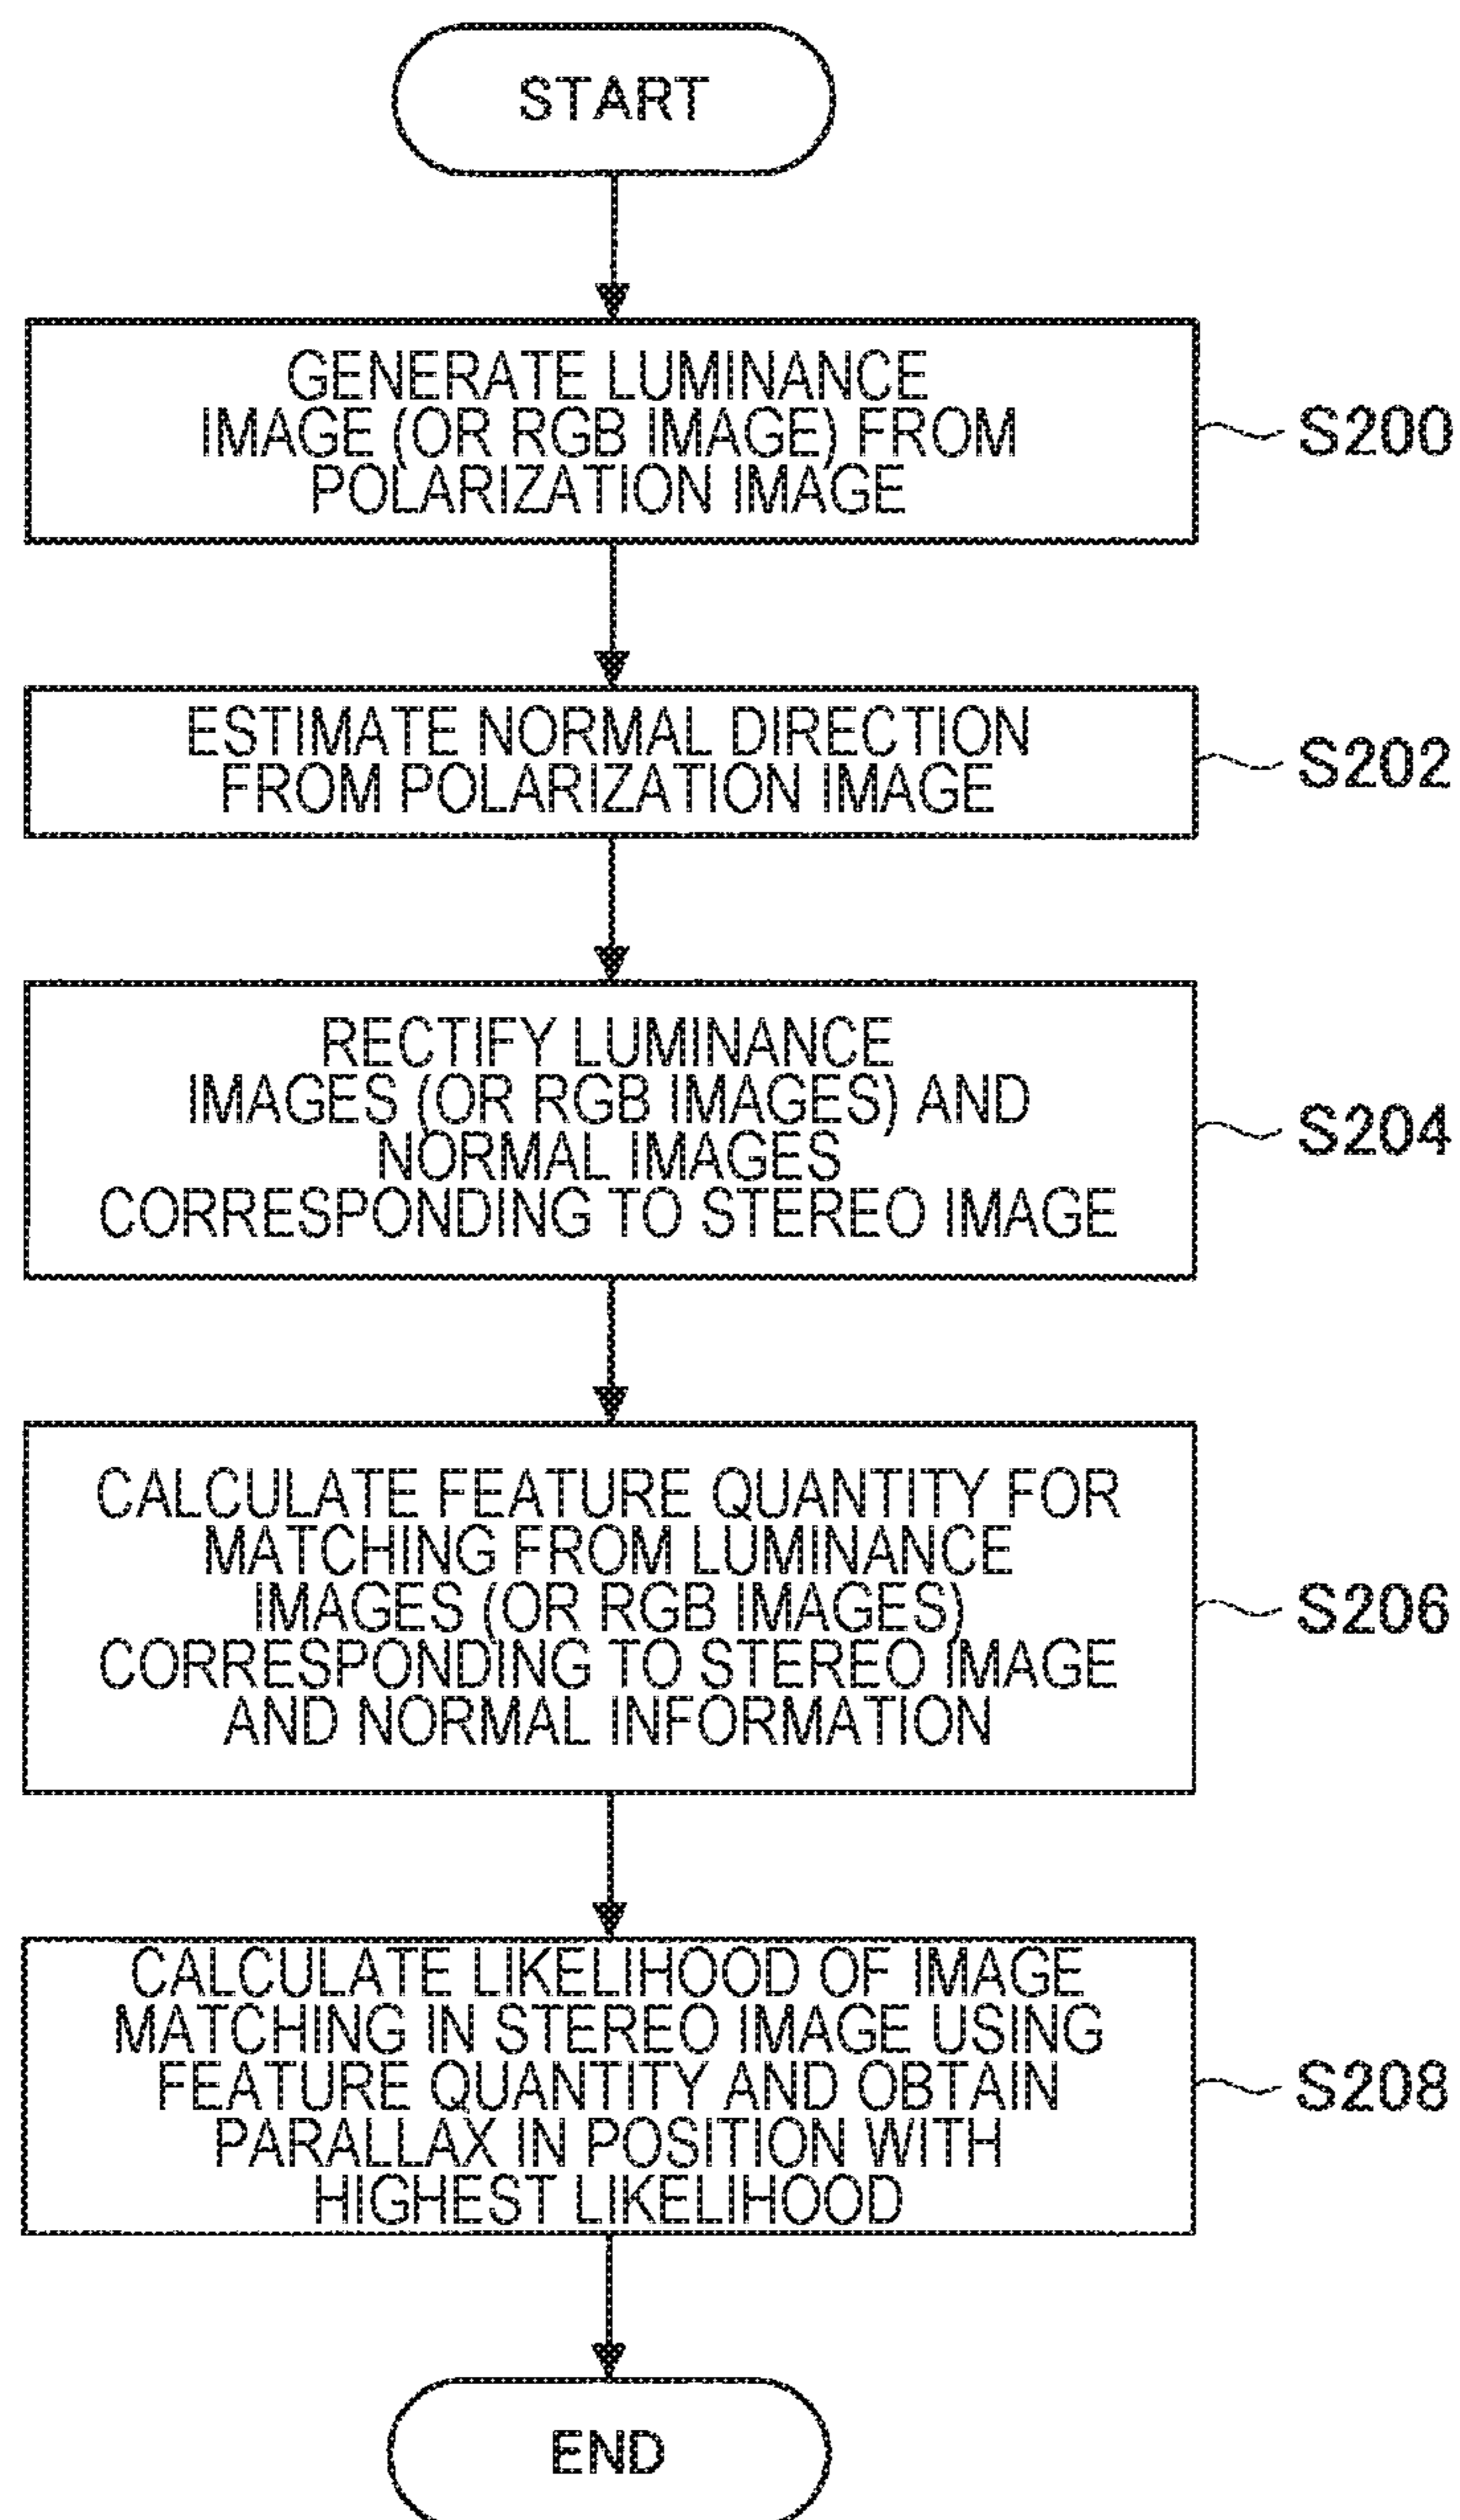 START
GENERATE LUMINANCE
IMAGE (OR RGB IMAGE) FROM
POLARIZATION IMAGE
S200
ESTIMATE NORMAL DIRECTION
FROM POLARIZATION IMAGE
S202
RECTIFY LUMINANCE
IMAGES (OR RGB IMAGES) AND
NORMAL IMAGES
CORRESPONDING TO STEREO IMAGE
S204
CALCULATE FEATURE QUANTITY FOR
MATCHING FROM LUMINANCE
IMAGES (OR RGB IMAGES)
CORRESPONDING TO STEREO IMAGE
AND NORMAL INFORMATION
S206
CALCULATE LIKELIHOOD OF IMAGE
MATCHING IN STEREO IMAGE USING
FEATURE QUANTITY AND OBTAIN
PARALLAX IN POSITION WITH
HIGHEST LIKELIHOOD
S208
END